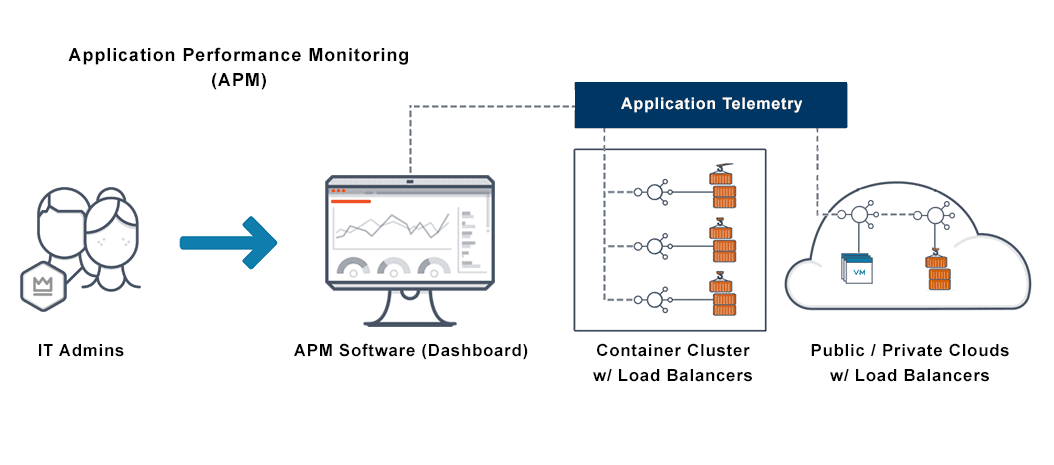 Application Performance Monitoring
(APM)
Application Telemetry
VM
IT Admins
APM Software (Dashboard)
Container Cluster
w/ Load Balancers
Public / Private Clouds
w/ Load Balancers